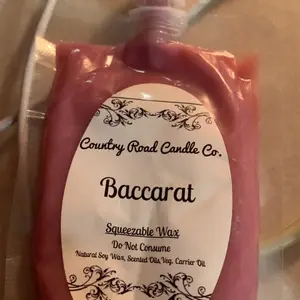 Country Road Candle Co.
Baccarat
Squeezable Wax
Do Not Consume
Natural Soy Wax, Scented Oils,Veg. Carrier Oil